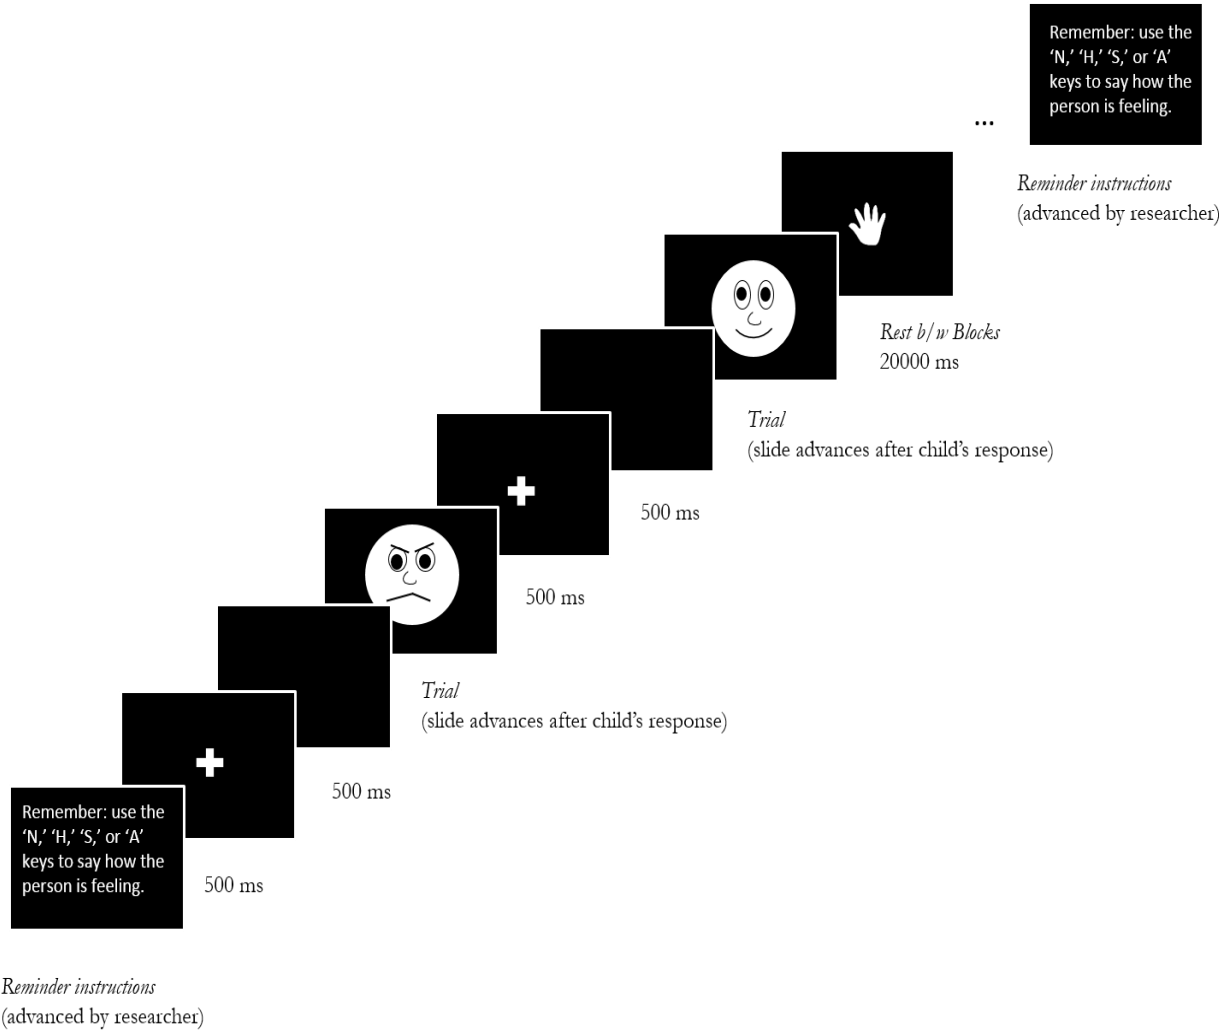 Remember: use the
‘N,’ ‘H,’ ‘S,’ or ‘A’
keys to say how the
person is feeling.
...
Reminder instructions
(advanced by researcher)
Rest b/w Blocks
20000 ms
Trial
(slide advances after child’s response)
500 ms
500 ms
Trial
(slide advances after child’s response)
500 ms
Remember: use the
‘N,’ ‘H,’ ‘S,’ or ‘A’
keys to say how the
person is feeling.
500 ms
Reminder instructions
(advanced by researcher)